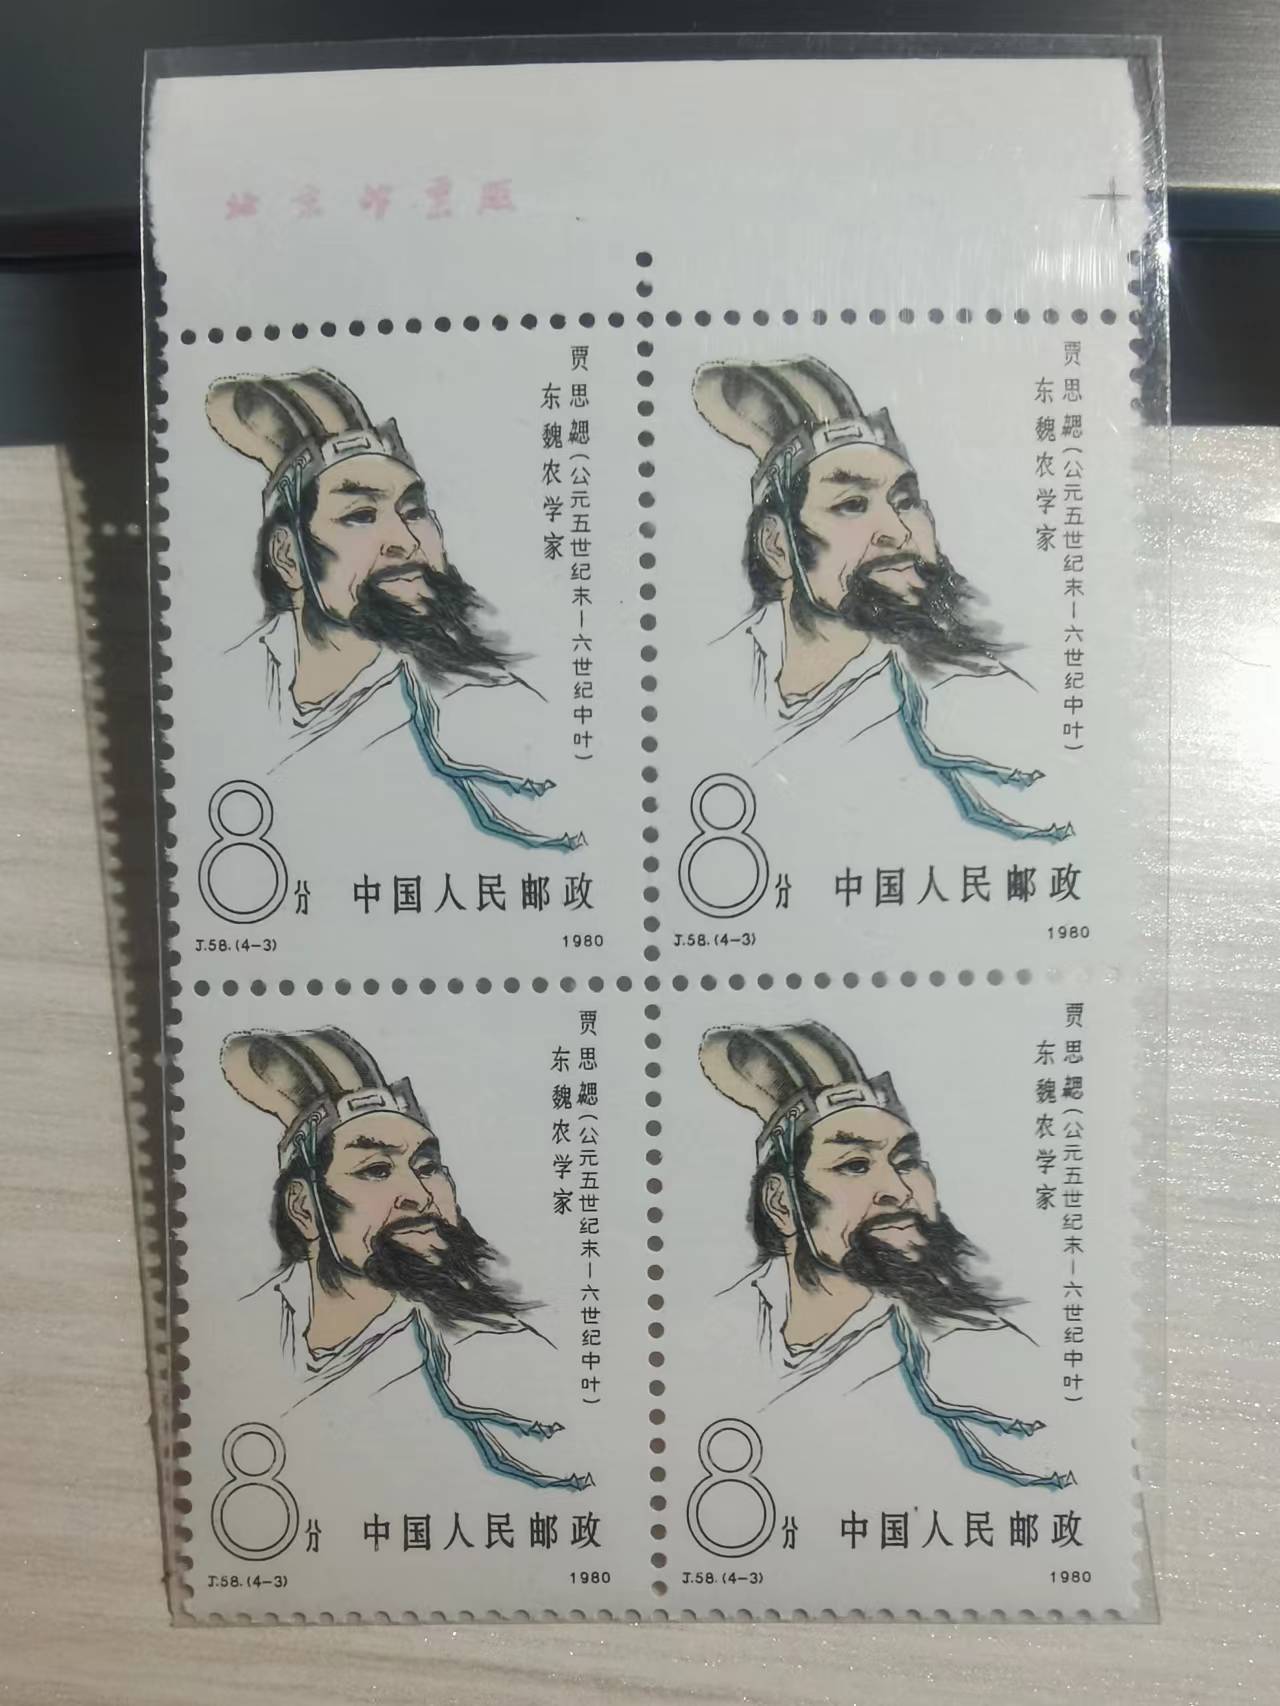 北京邮票厂
贾思勰(公元五世纪末—六世纪中叶)
东魏农学家
8分 中国人民邮政
J.58.(4-3) 1980
贾思勰(公元五世纪末—六世纪中叶)
东魏农学家
8分 中国人民邮政
J.58.(4-3) 1980
贾思勰(公元五世纪末—六世纪中叶)
东魏农学家
8分 中国人民邮政
J.58.(4-3) 1980
贾思勰(公元五世纪末—六世纪中叶)
东魏农学家
8分 中国人民邮政
J.58.(4-3) 1980